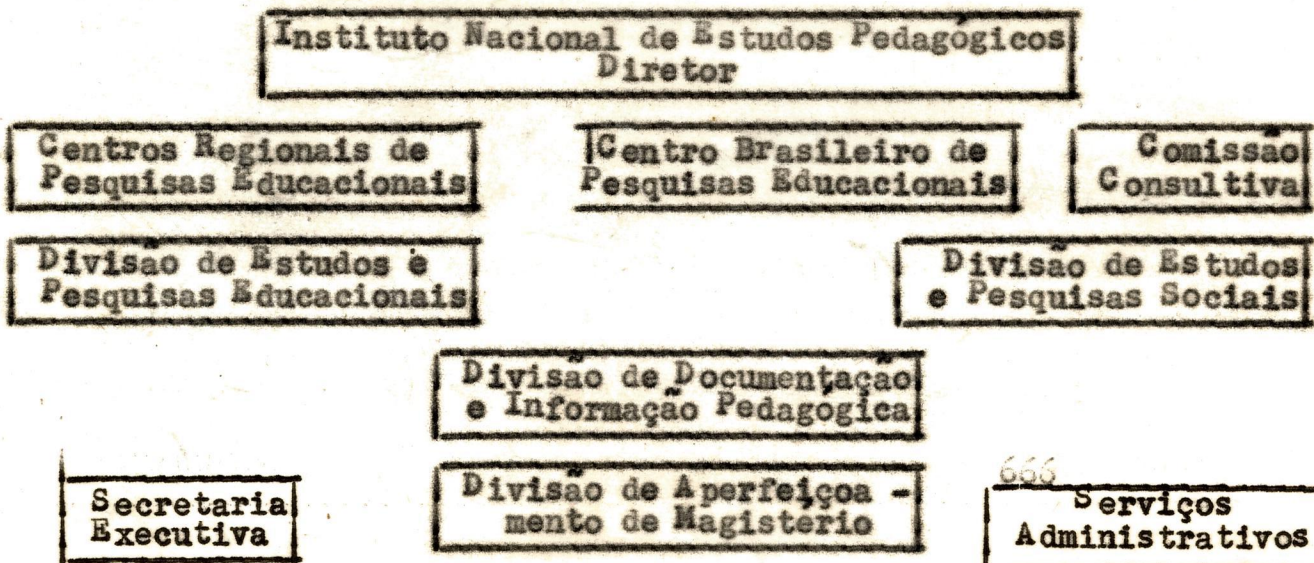 Instituto Nacional de Estudos Pedagógicos
Diretor
Centros Regionais de
Pesquisas Educacionais
Centro Brasileiro de
Pesquisas Educacionais
Comissão
Consultiva
Divisão de Estudos e
Pesquisas Educacionais
Divisão de Estudos
e Pesquisas Sociais
Divisão de Documentação
e Informação Pedagógica
Secretaria
Executiva
Divisão de Aperfeiçoa -
mento de Magistério
666
Serviços
Administrativos